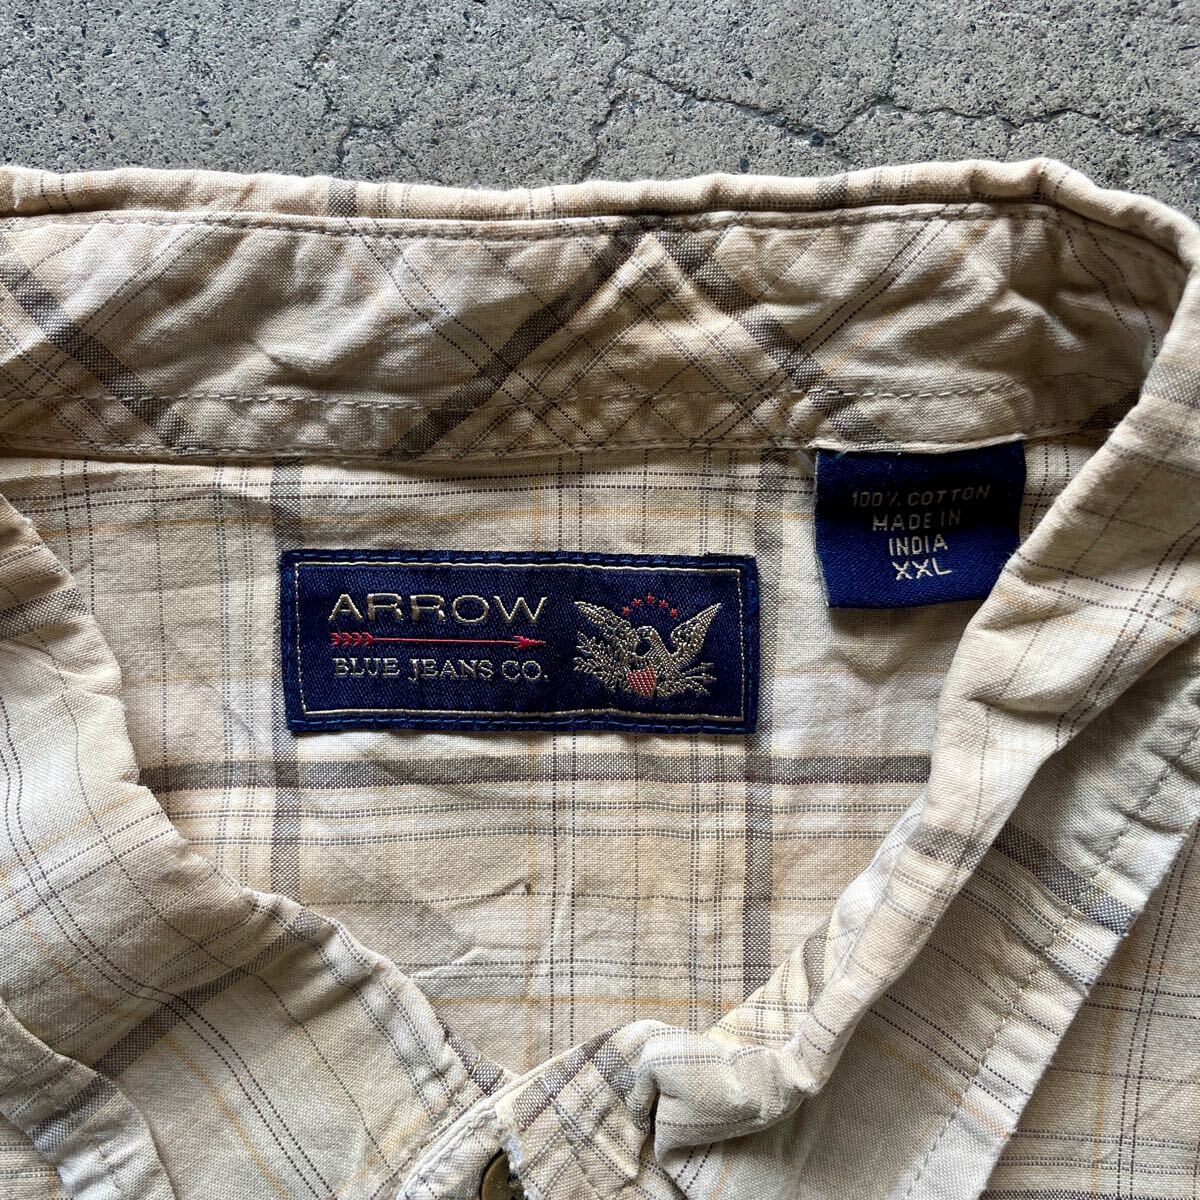 ARROW
BLUE JEANS CO.
100% COTTON
MADE IN
INDIA
XXL